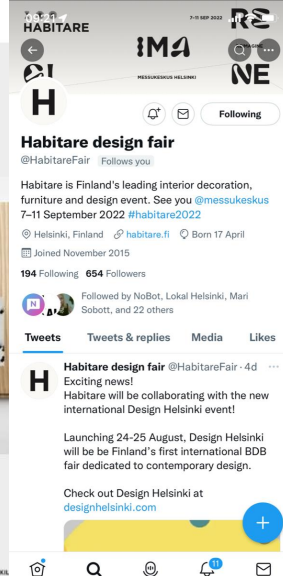 09:21
HABITARE
7-11 SEP 2022
RE
IMA
IMAGINE
MESSUKESKUS HELSINKI
NE
H
Following
Habitare design fair
@HabitareFair Follows you
Habitare is Finland's leading interior decoration,
furniture and design event. See you @messukeskus
7–11 September 2022 #habitare2022
Helsinki, Finland habitare.fi Born 17 April
Joined November 2015
194 Following 654 Followers
N
Followed by NoBot, Lokal Helsinki, Mari
Sobott, and 22 others
Tweets Tweets & replies Media Likes
H
Habitare design fair @HabitareFair · 4d
Exciting news!
Habitare will be collaborating with the new
international Design Helsinki event!
Launching 24-25 August, Design Helsinki
will be be Finland's first international BDB
fair dedicated to contemporary design.
Check out Design Helsinki at
designhelsinki.com
11